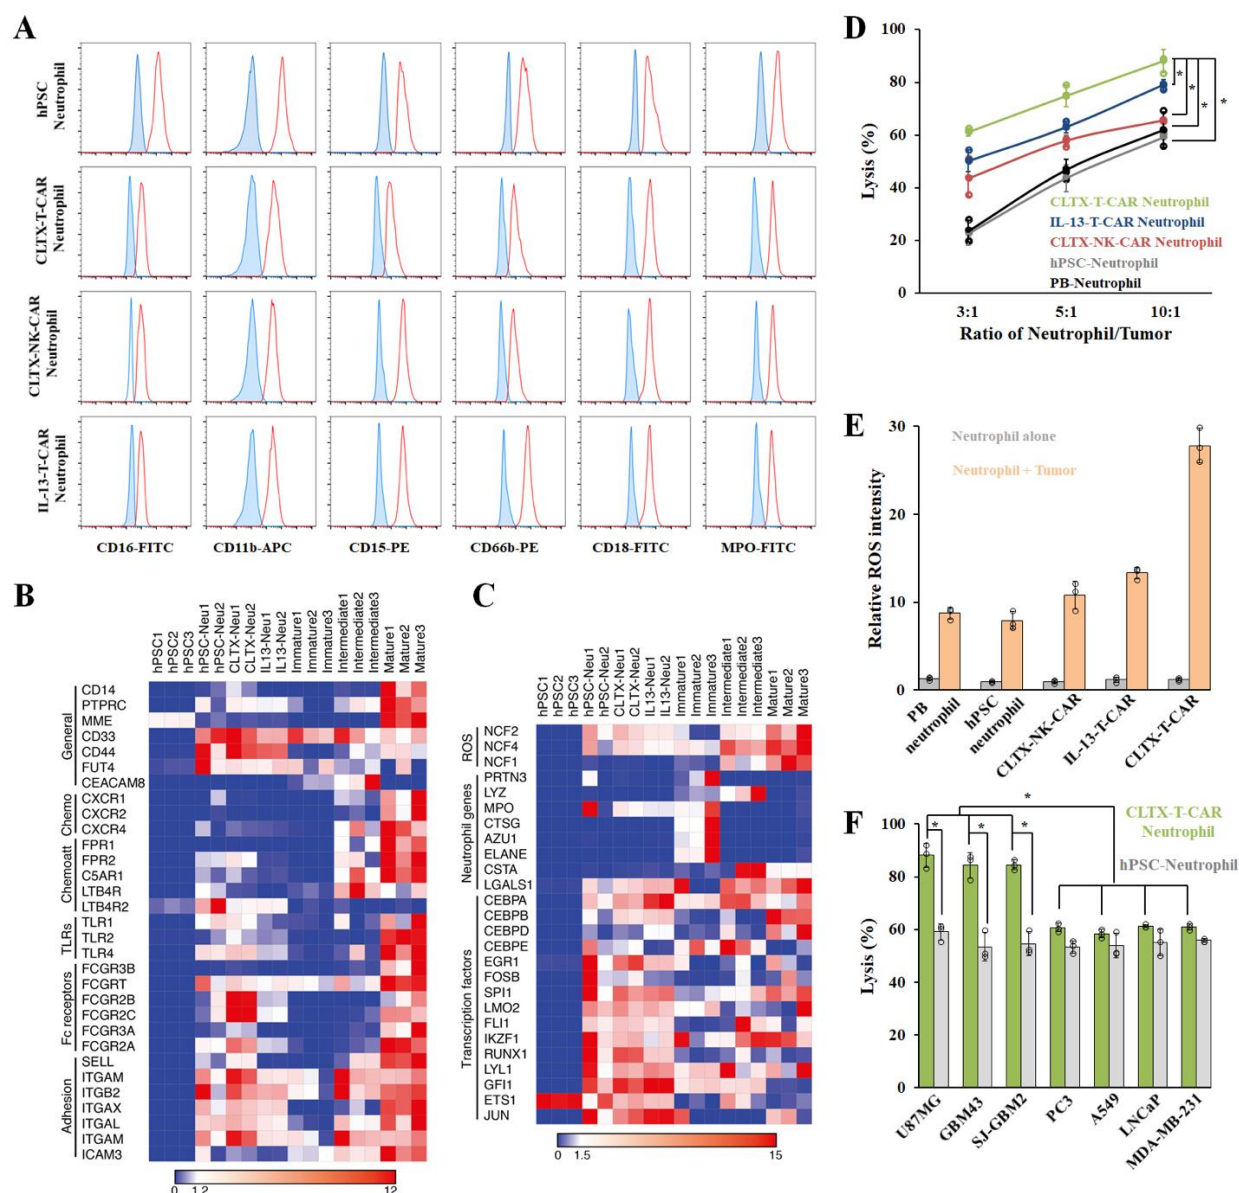 A
hPSC
Neutrophil
CLTX-T-CAR
Neutrophil
CLTX-NK-CAR
Neutrophil
IL-13-T-CAR
Neutrophil
CD16-FITC
CD11b-APC
CD15-PE
CD66b-PE
CD18-FITC
MPO-FITC
B
hPSC1
hPSC2
hPSC3
hPSC-Neu1
hPSC-Neu2
CLTX-Neu1
CLTX-Neu2
IL13-Neu1
IL13-Neu2
Immature1
Immature2
Immature3
Intermediate1
Intermediate2
Intermediate3
Mature1
Mature2
Mature3
General
CD14
PTPRC
MME
CD33
CD44
FUT4
CEACAM8
Chemo
CXCR1
CXCR2
CXCR4
Chemoatt
FPR1
FPR2
C5AR1
LTB4R
LTB4R2
TLRs
TLR1
TLR2
TLR4
Fc receptors
FCGR3B
FCGRT
FCGR2B
FCGR2C
FCGR3A
FCGR2A
Adhesion
SELL
ITGAM
ITGB2
ITGAX
ITGAL
ITGAM
ICAM3
0 1.2 12
C
hPSC1
hPSC2
hPSC3
hPSC-Neu1
hPSC-Neu2
CLTX-Neu1
CLTX-Neu2
IL13-Neu1
IL13-Neu2
Immature1
Immature2
Immature3
Intermediate1
Intermediate2
Intermediate3
Mature1
Mature2
Mature3
ROS
NCF2
NCF4
NCF1
Neutrophil genes
PRTN3
LYZ
MPO
CTSG
AZU1
ELANE
CSTA
LGALS1
Transcription factors
CEBPA
CEBPB
CEBPD
CEBPE
EGR1
FOSB
SPI1
LMO2
FLI1
IKZF1
RUNX1
LYL1
GFI1
ETS1
JUN
0 1.5 15
D
Lysis (%)
100
80
60
40
20
0
* * * *
CLTX-T-CAR Neutrophil
IL-13-T-CAR Neutrophil
CLTX-NK-CAR Neutrophil
hPSC-Neutrophil
PB-Neutrophil
3:1 5:1 10:1
Ratio of Neutrophil/Tumor
E
Relative ROS intensity
30
20
10
0
Neutrophil alone
Neutrophil + Tumor
PB
neutrophil
hPSC
neutrophil
CLTX-NK-CAR
IL-13-T-CAR
CLTX-T-CAR
F
Lysis (%)
100
80
60
40
20
0
*
* * *
CLTX-T-CAR
Neutrophil
hPSC-Neutrophil
U87MG
GBM43
SJ-GBM2
PC3
A549
LNCaP
MDA-MB-231